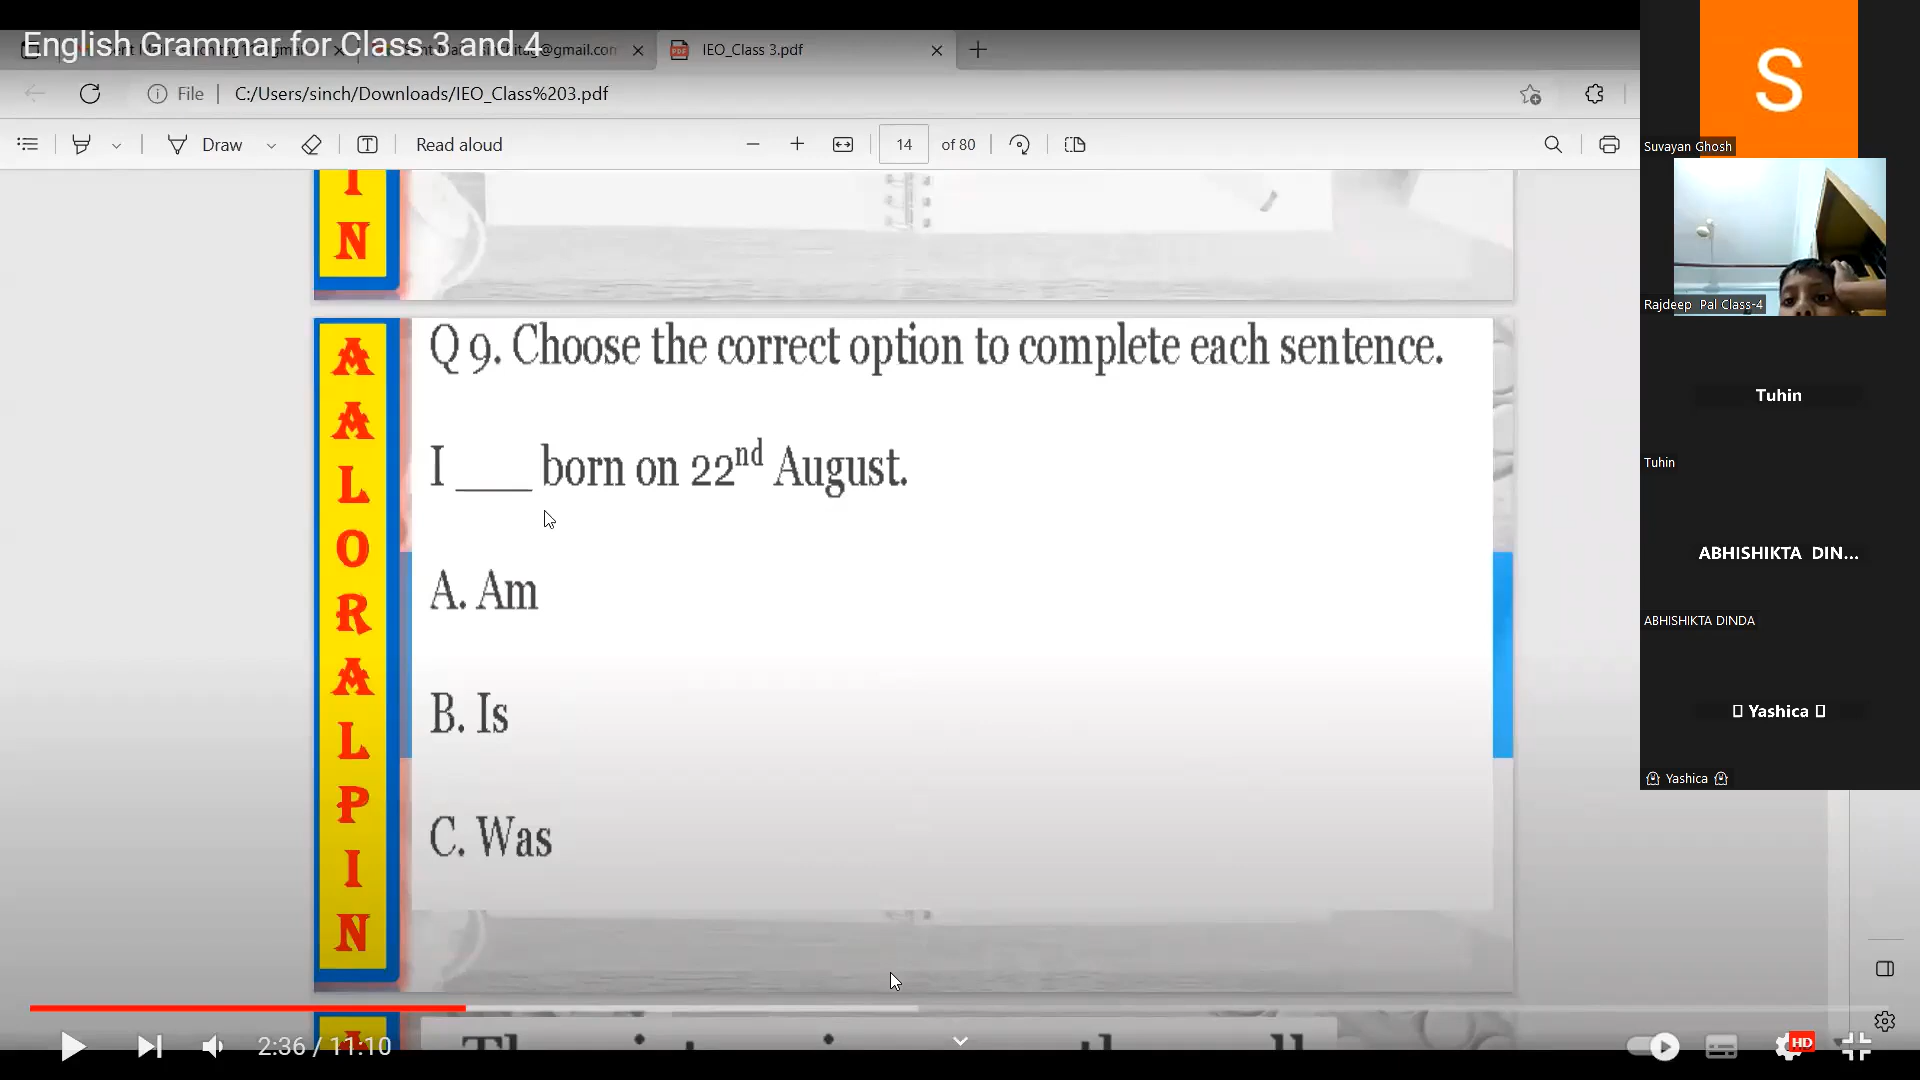 English Grammar for Class 3 and 4
@gmail.con
IEO_Class 3.pdf
File
C:/Users/sinch/Downloads/IEO_Class%203.pdf
Draw
Read aloud
14
of 80
I
N
A
A
L
O
R
A
L
P
I
N
Q 9. Choose the correct option to complete each sentence.
I ___ born on 22nd August.
A. Am
B. Is
C. Was
S
Suvayan Ghosh
Rajdeep Pal Class-4
Tuhin
Tuhin
ABHISHIKTA DIN...
ABHISHIKTA DINDA
Yashica
Yashica
2:36 / 11:10
HD